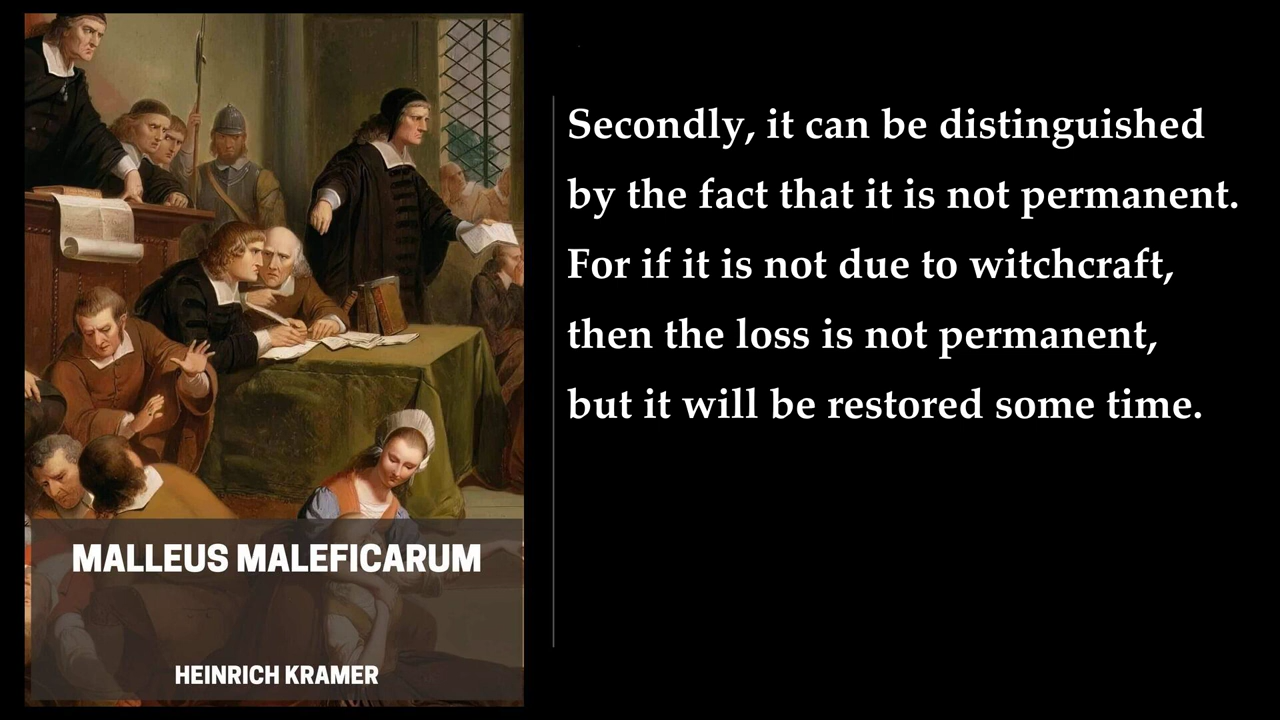 MALLEUS MALEFICARUM
HEINRICH KRAMER
Secondly, it can be distinguished
by the fact that it is not permanent.
For if it is not due to witchcraft,
then the loss is not permanent,
but it will be restored some time.